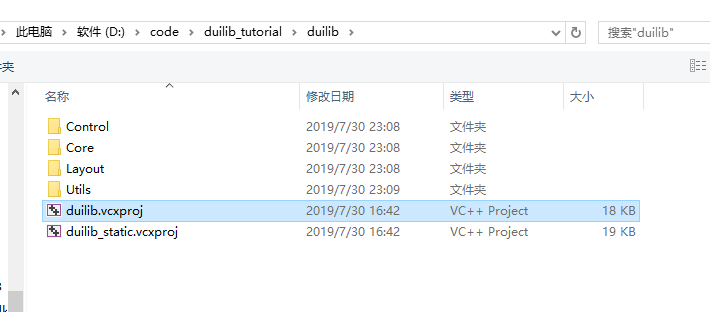 此电脑 > 软件 (D:) > code > duilib_tutorial > duilib >
搜索"duilib"
件夹
名称 修改日期 类型 大小
Control 2019/7/30 23:08 文件夹
Core 2019/7/30 23:08 文件夹
Layout 2019/7/30 23:08 文件夹
Utils 2019/7/30 23:09 文件夹
duilib.vcxproj 2019/7/30 16:42 VC++ Project 18 KB
duilib_static.vcxproj 2019/7/30 16:42 VC++ Project 19 KB